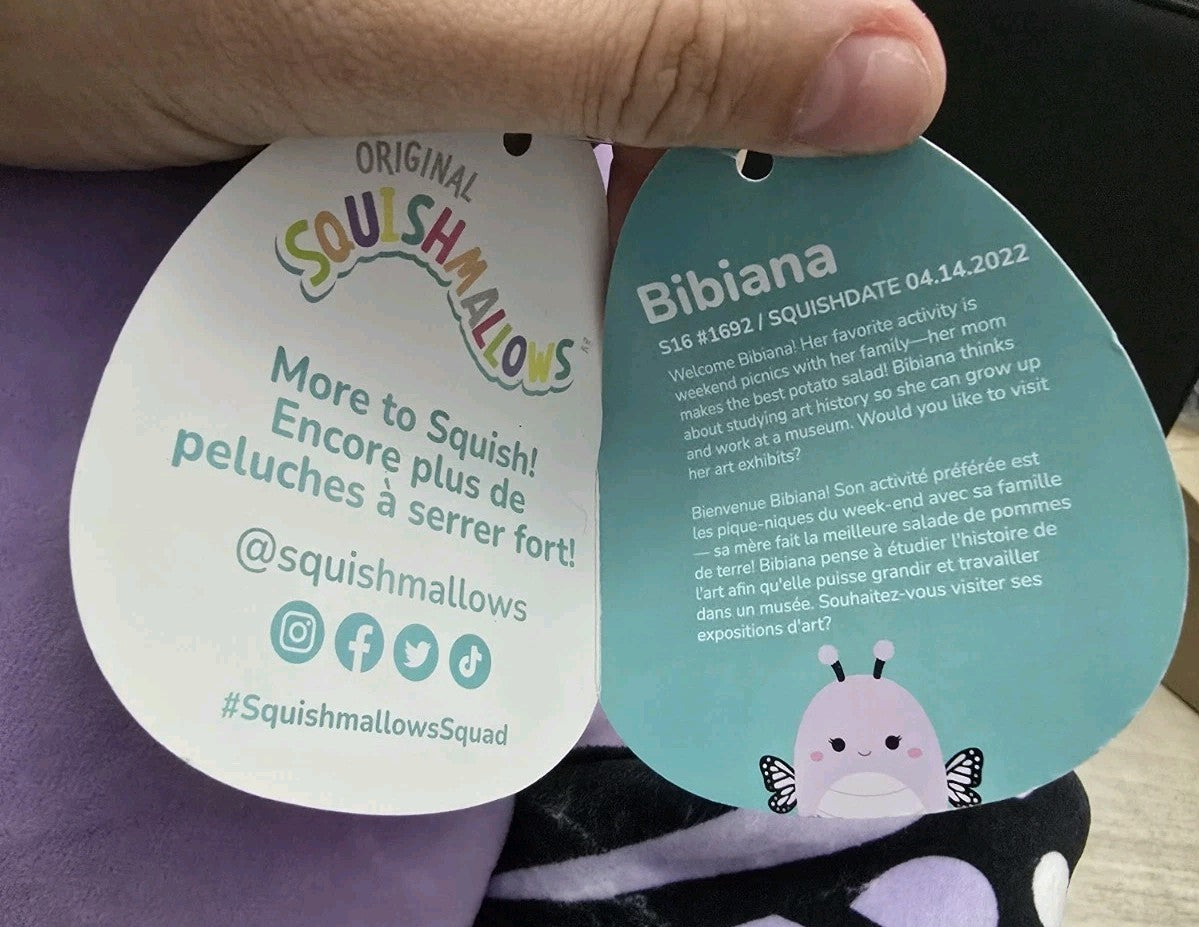 ORIGINAL
SQUISHMALLOWS
More to Squish!
Encore plus de
peluches à serrer fort!
@squishmallows
#SquishmallowsSquad
Bibiana
S16 #1692 / SQUISHDATE 04.14.2022
Welcome Bibiana! Her favorite activity is
weekend picnics with her family—her mom
makes the best potato salad! Bibiana thinks
about studying art history so she can grow up
and work at a museum. Would you like to visit
her art exhibits?
Bienvenue Bibiana! Son activité préférée est
les pique-niques du week-end avec sa famille
— sa mère fait la meilleure salade de pommes
de terre! Bibiana pense à étudier l'histoire de
l'art afin qu'elle puisse grandir et travailler
dans un musée. Souhaitez-vous visiter ses
expositions d'art?